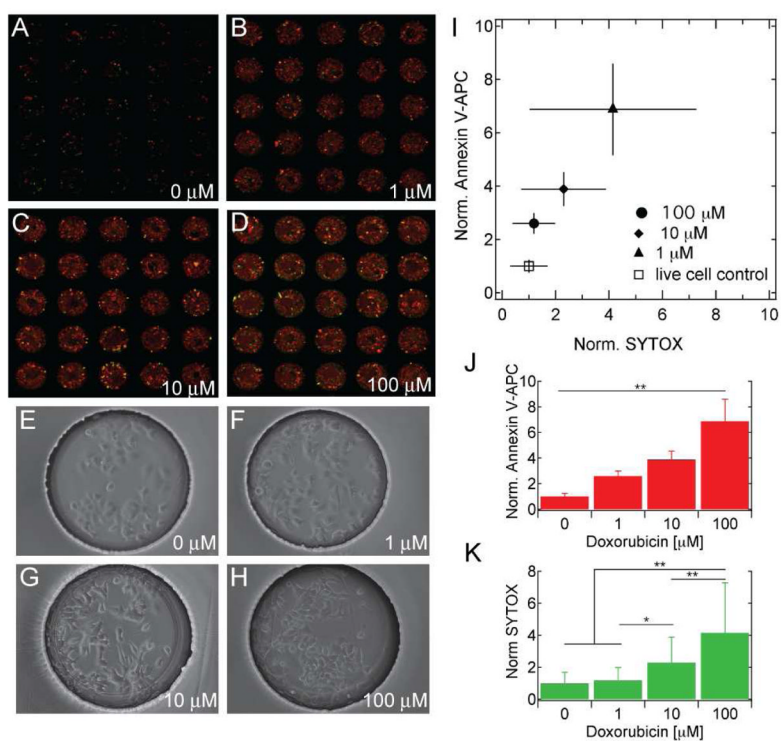 A
0 μM
B
1 μM
C
10 μM
D
100 μM
E
0 μM
F
1 μM
G
10 μM
H
100 μM
I
10
8
6
4
2
0
Norm. Annexin V-APC
100 μM
10 μM
1 μM
live cell control
0 2 4 6 8 10
Norm. SYTOX
J
10
8
6
4
2
0
Norm. Annexin V-APC
**
0 1 10 100
Doxorubicin [μM]
K
8
6
4
2
0
Norm SYTOX
**
**
*
0 1 10 100
Doxorubicin [μM]